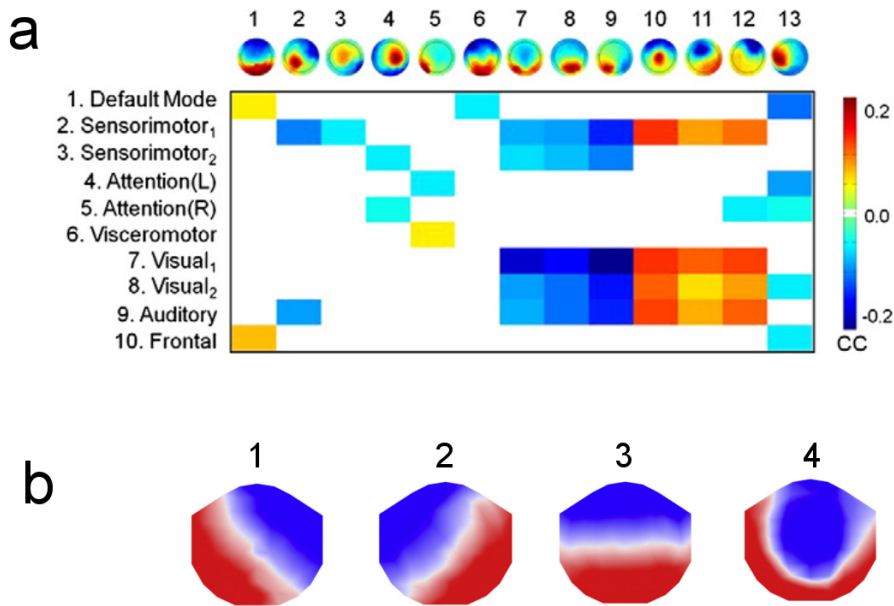 a
1 2 3 4 5 6 7 8 9 10 11 12 13
1. Default Mode
2. Sensorimotor₁
3. Sensorimotor₂
4. Attention(L)
5. Attention(R)
6. Visceromotor
7. Visual₁
8. Visual₂
9. Auditory
10. Frontal
0.2
0.0
-0.2
CC
b
1 2 3 4